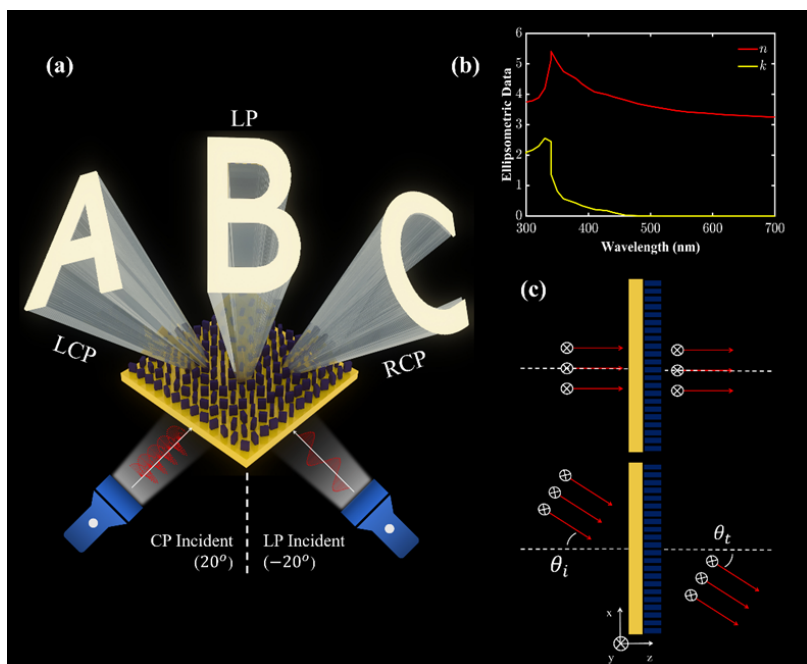 (a)
LP
A
B
C
LCP
RCP
CP Incident
(20°)
LP Incident
(−20°)
(b)
Ellipsometric Data
6
5
4
3
2
1
0
n
k
300
400
500
600
700
Wavelength (nm)
(c)
θi
θt
x
y
z